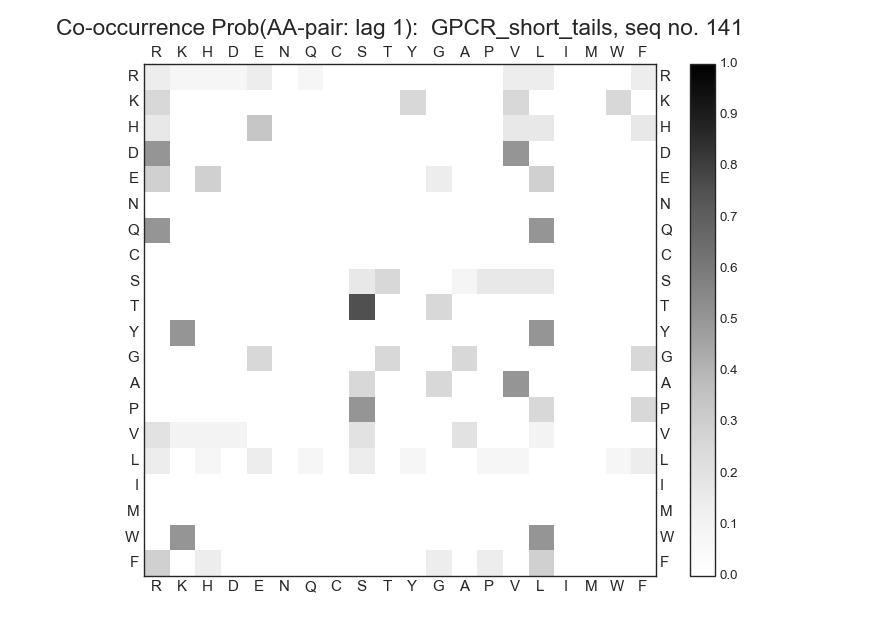 Co-occurrence Prob(AA-pair: lag 1):  GPCR_short_tails, seq no. 141
R K H D E N Q C S T Y G A P V L I M W F
R R
K K
H H
D D
E E
N N
Q Q
C C
S S
T T
Y Y
G G
A A
P P
V V
L L
I I
M M
W W
F F
R K H D E N Q C S T Y G A P V L I M W F
1.0
0.9
0.8
0.7
0.6
0.5
0.4
0.3
0.2
0.1
0.0